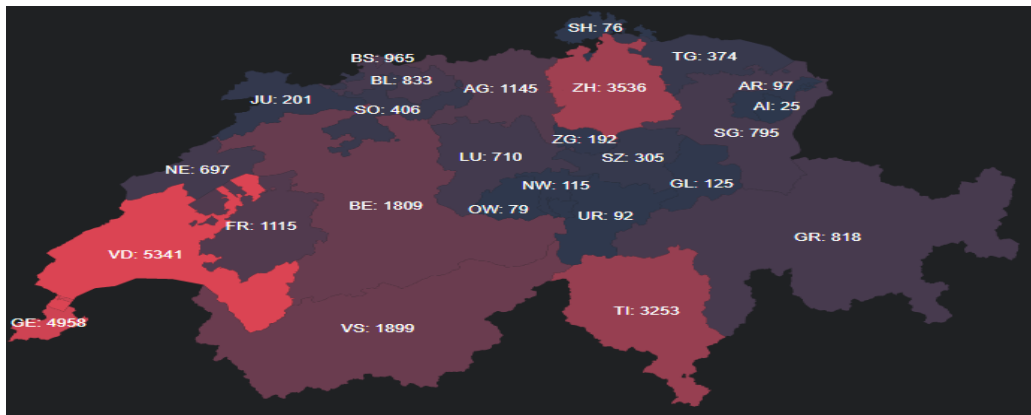 SH: 76
BS: 965
TG: 374
BL: 833
ZH: 3536
AR: 97
JU: 201
AG: 1145
SO: 406
AI: 25
ZG: 192
SG: 795
LU: 710
SZ: 305
NE: 697
NW: 115
GL: 125
BE: 1809
OW: 79
UR: 92
FR: 1115
GR: 818
VD: 5341
TI: 3253
GE: 4958
VS: 1899